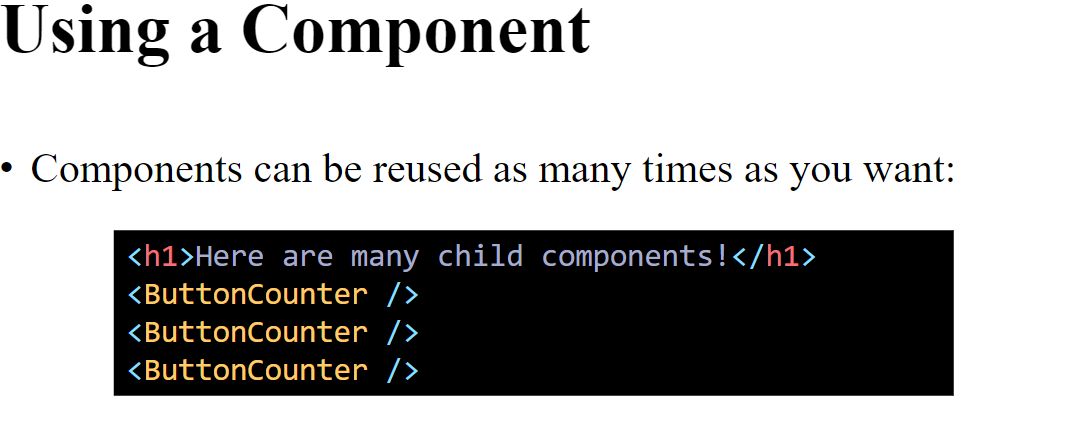 Using a Component
• Components can be reused as many times as you want:
<h1>Here are many child components!</h1>
<ButtonCounter />
<ButtonCounter />
<ButtonCounter />